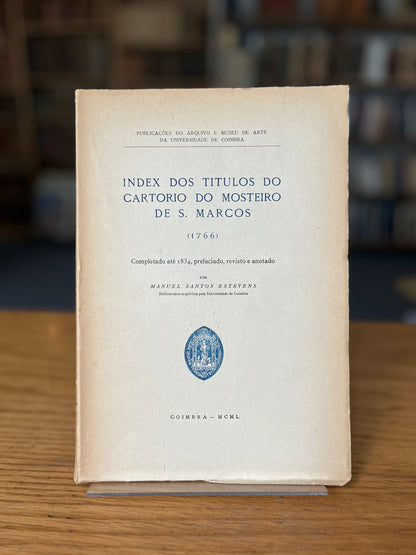 PUBLICAÇÕES DO ARQUIVO E MUSEU DE ARTE
DA UNIVERSIDADE DE COIMBRA
INDEX DOS TITULOS DO
CARTORIO DO MOSTEIRO
DE S. MARCOS
(1766)
Completado até 1834, prefaciado, revisto e anotado
POR
MANUEL SANTOS ESTEVENS
Bibliotecário-arquivista pela Universidade de Coimbra
COIMBRA — MCML